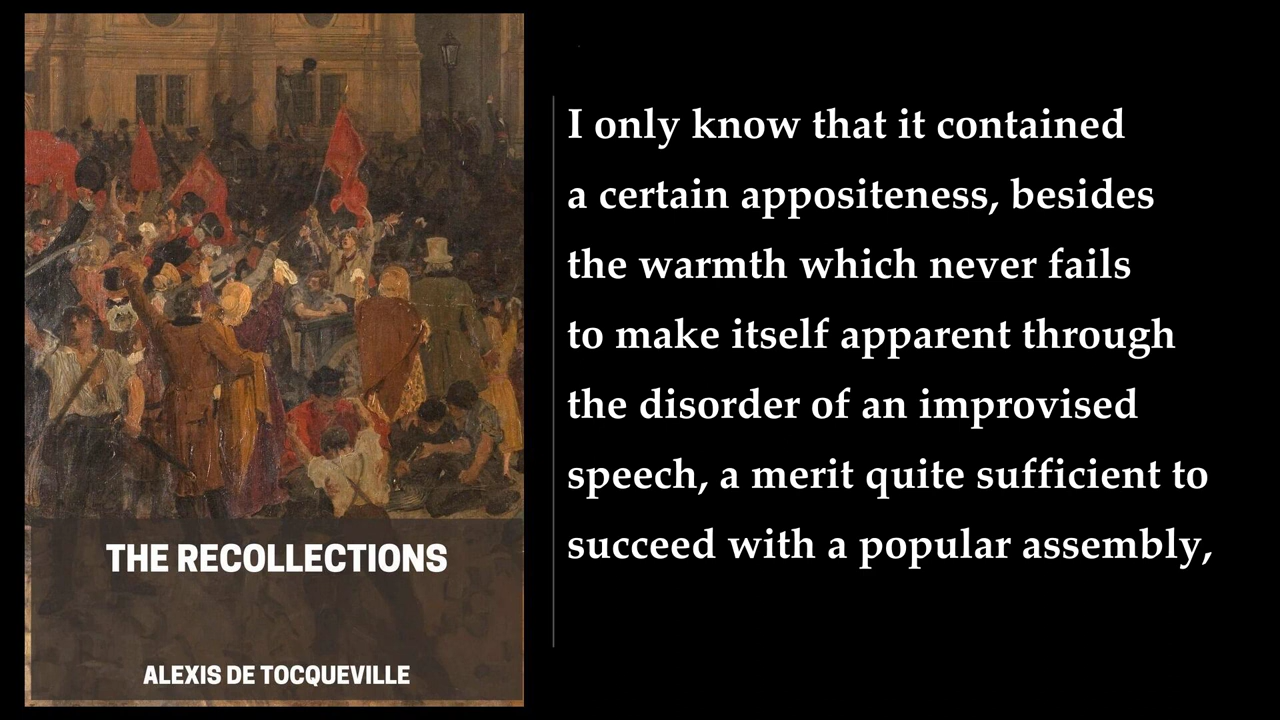 THE RECOLLECTIONS
ALEXIS DE TOCQUEVILLE
I only know that it contained
a certain appositeness, besides
the warmth which never fails
to make itself apparent through
the disorder of an improvised
speech, a merit quite sufficient to
succeed with a popular assembly,